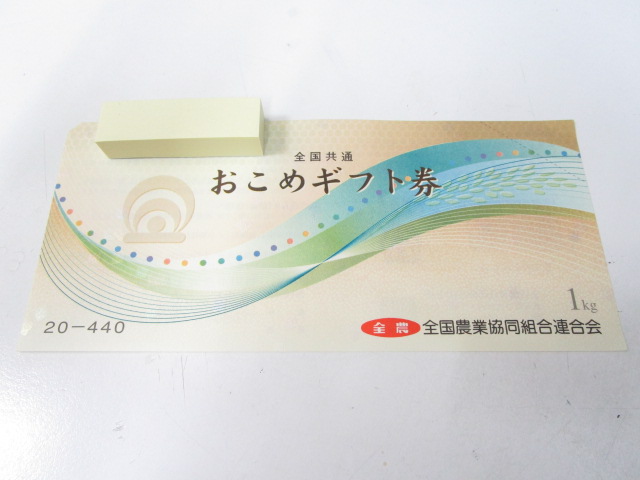 全国共通
おこめギフト券
1kg
20-440
全農 全国農業協同組合連合会